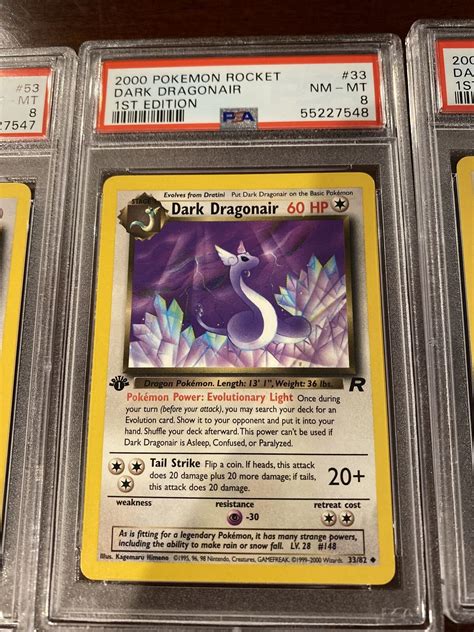 #53
- MT
8
27547
2000 POKEMON ROCKET #33
DARK DRAGONAIR NM - MT
1ST EDITION 8
PSA 55227548
200
DA
1ST
STAGE 1
Evolves from Dratini Put Dark Dragonair on the Basic Pokémon
Dark Dragonair 60 HP
EDITION 1
Dragon Pokémon. Length: 13' 1", Weight: 36 lbs.
R
Pokémon Power: Evolutionary Light Once during
your turn (before your attack), you may search your deck for an
Evolution card. Show it to your opponent and put it into your
hand. Shuffle your deck afterward. This power can't be used if
Dark Dragonair is Asleep, Confused, or Paralyzed.
Tail Strike Flip a coin. If heads, this attack
does 20 damage plus 20 more damage; if tails,
this attack does 20 damage.
20+
weakness resistance retreat cost
-30
As is fitting for a legendary Pokémon, it has many strange powers,
including the ability to make rain or snow fall. LV. 28 #148
Illus. Kagemaru Himeno ©1995, 96, 98 Nintendo, Creatures, GAMEFREAK. ©1999-2000 Wizards. 33/82